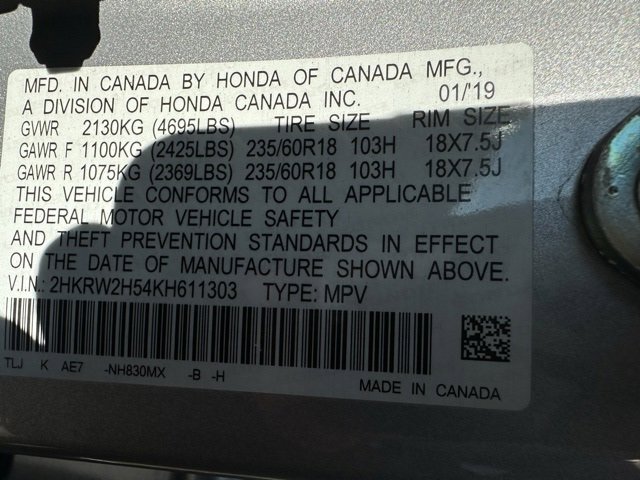 MFD. IN CANADA BY HONDA OF CANADA MFG.,
A DIVISION OF HONDA CANADA INC. 01/19
GVWR 2130KG (4695LBS) TIRE SIZE RIM SIZE
GAWR F 1100KG (2425LBS) 235/60R18 103H 18X7.5J
GAWR R 1075KG (2369LBS) 235/60R18 103H 18X7.5J
THIS VEHICLE CONFORMS TO ALL APPLICABLE
FEDERAL MOTOR VEHICLE SAFETY
AND THEFT PREVENTION STANDARDS IN EFFECT
ON THE DATE OF MANUFACTURE SHOWN ABOVE.
V.I.N.: 2HKRW2H54KH611303 TYPE: MPV
TLJ K AE7 -NH830MX -B -H
MADE IN CANADA